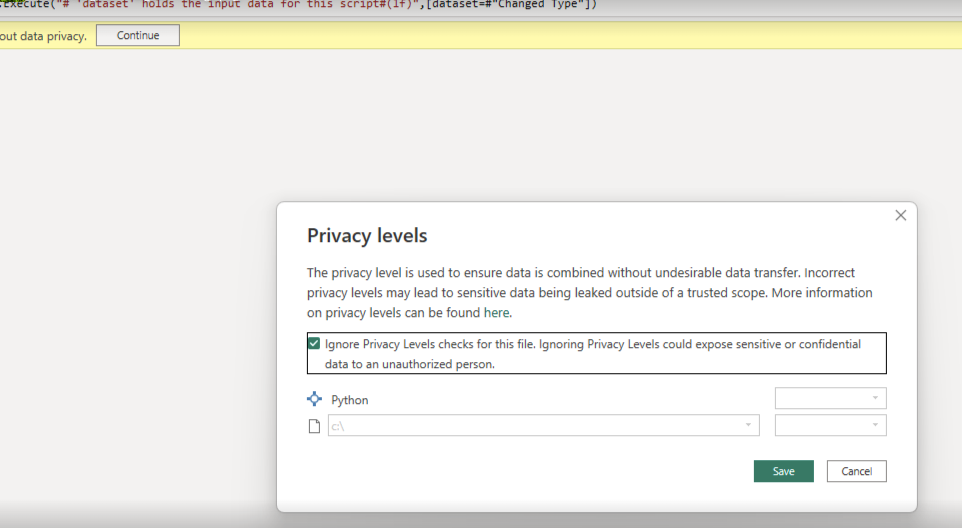 .Execute("# 'dataset' holds the input data for this script#(lf)",[dataset=#"Changed Type"])
out data privacy. Continue
Privacy levels
The privacy level is used to ensure data is combined without undesirable data transfer. Incorrect
privacy levels may lead to sensitive data being leaked outside of a trusted scope. More information
on privacy levels can be found here.
Ignore Privacy Levels checks for this file. Ignoring Privacy Levels could expose sensitive or confidential
data to an unauthorized person.
Python
c:\
Save Cancel